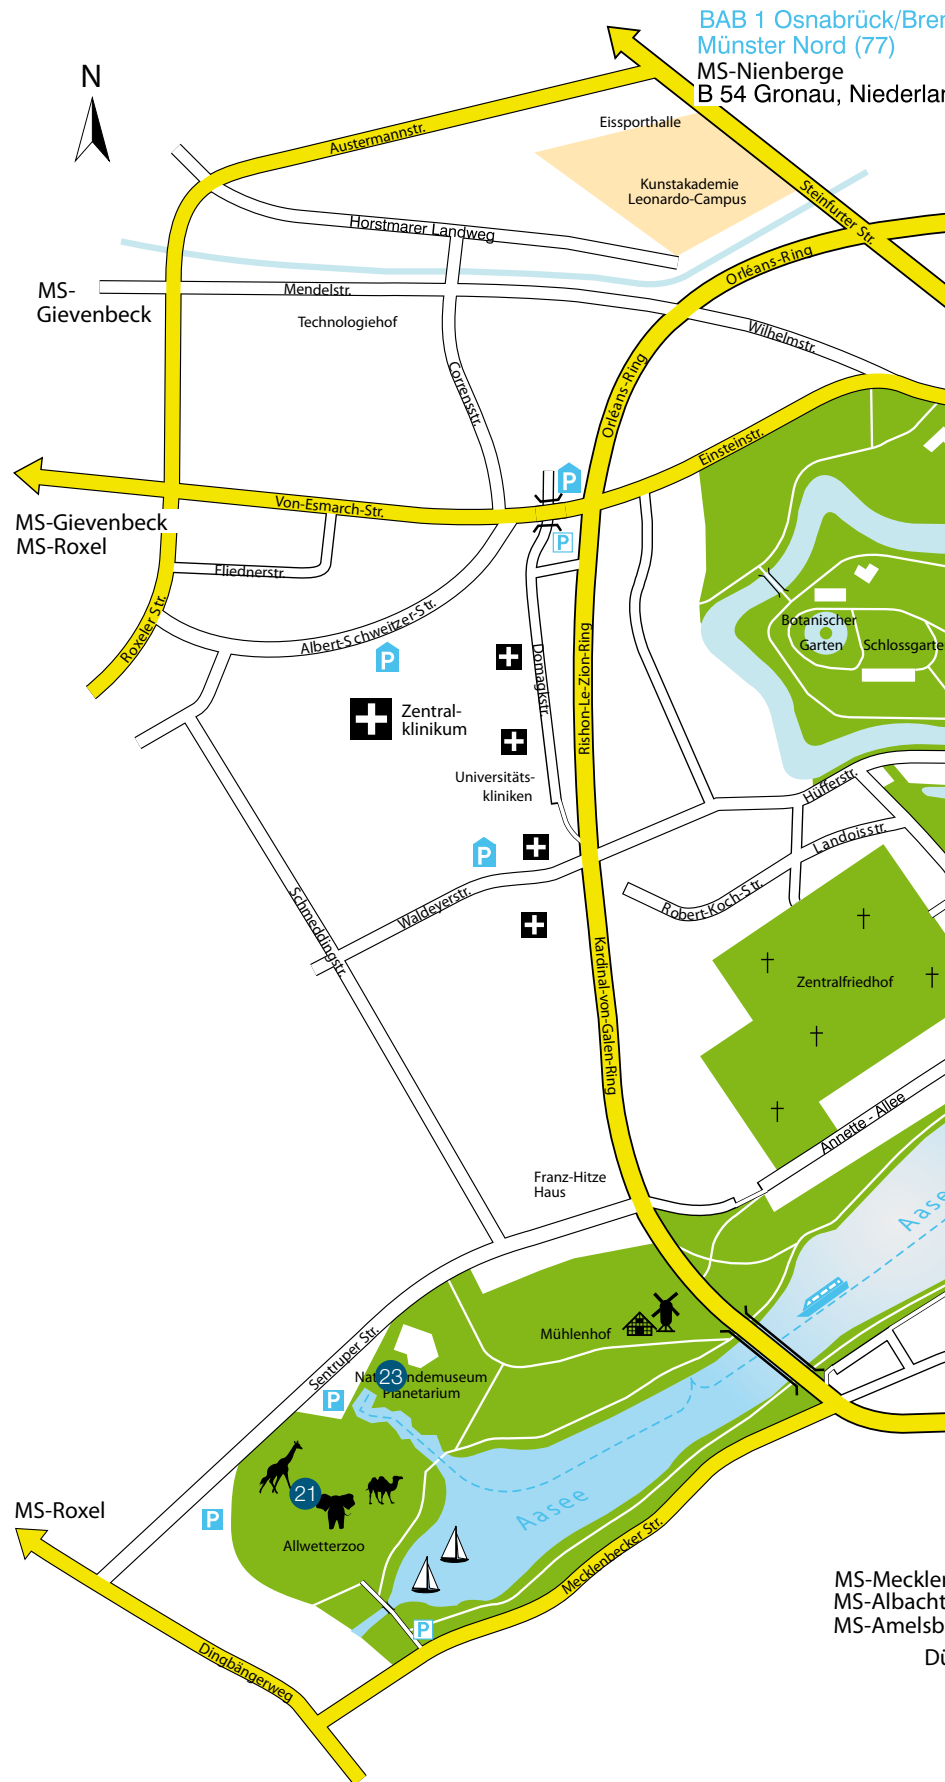 BAB 1 Osnabrück/Brem
Münster Nord (77)
MS-Nienberge
B 54 Gronau, Niederlan
N
Eissporthalle
Austermannstr.
Kunstakademie
Leonardo-Campus
Steinfurter Str.
Horstmarer Landweg
Orléans-Ring
MS-
Gievenbeck
Mendelstr.
Technologiehof
Wilhelmstr.
Corrensstr.
Orléans-Ring
Einsteinstr.
P
Von-Esmarch-Str.
MS-Gievenbeck
MS-Roxel
P
Fliednerstr.
Roxeler Str.
Albert-Schweitzer-Str.
Botanischer
Garten
Schlossgarte
P
Domagkstr.
Rishon-Le-Zion-Ring
Zentral-
klinikum
Universitäts-
kliniken
Hüfferstr.
Landoisstr.
P
Robert-Koch-Str.
Waldeyerstr.
Schmeddingstr.
Kardinal-von-Galen-Ring
Zentralfriedhof
Annette - Allee
Franz-Hitze
Haus
Aase
Mühlenhof
Sentruper Str.
23
Planetarium
P
21
Aasee
MS-Roxel
P
Allwetterzoo
Mecklenbecker Str.
P
MS-Mecklen
MS-Albacht
MS-Amelsb
Dü
Dingbängerweg